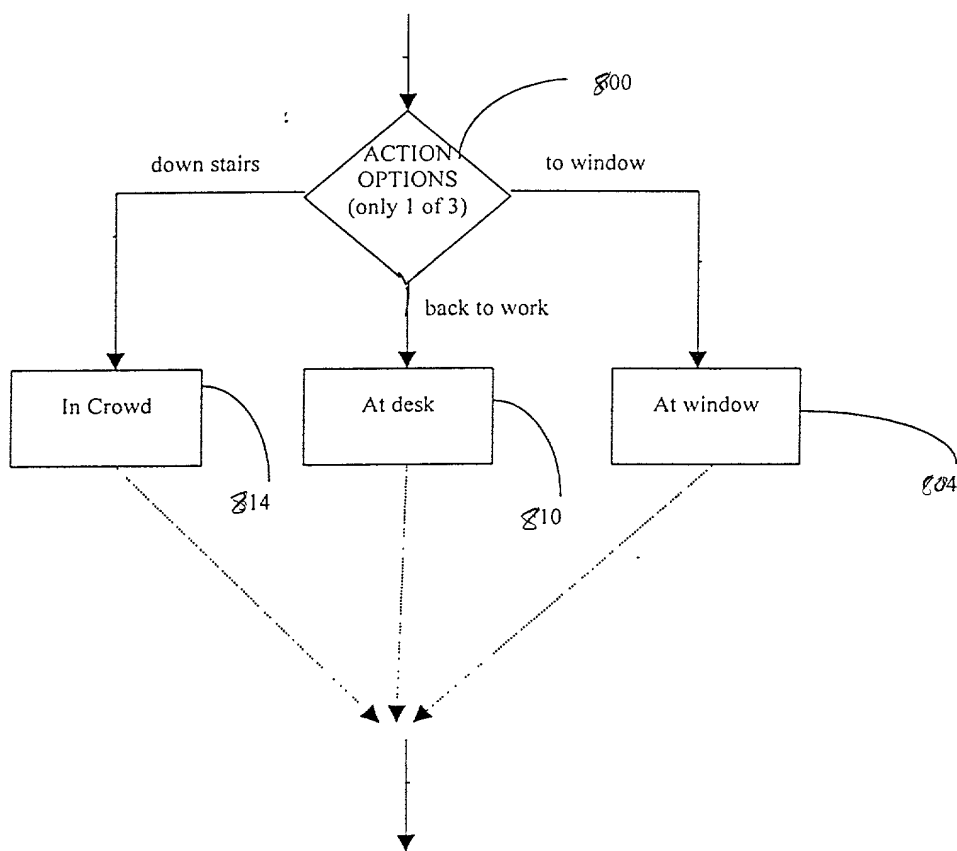 800
ACTION
OPTIONS
(only 1 of 3)
down stairs
to window
back to work
In Crowd
At desk
At window
814
810
804